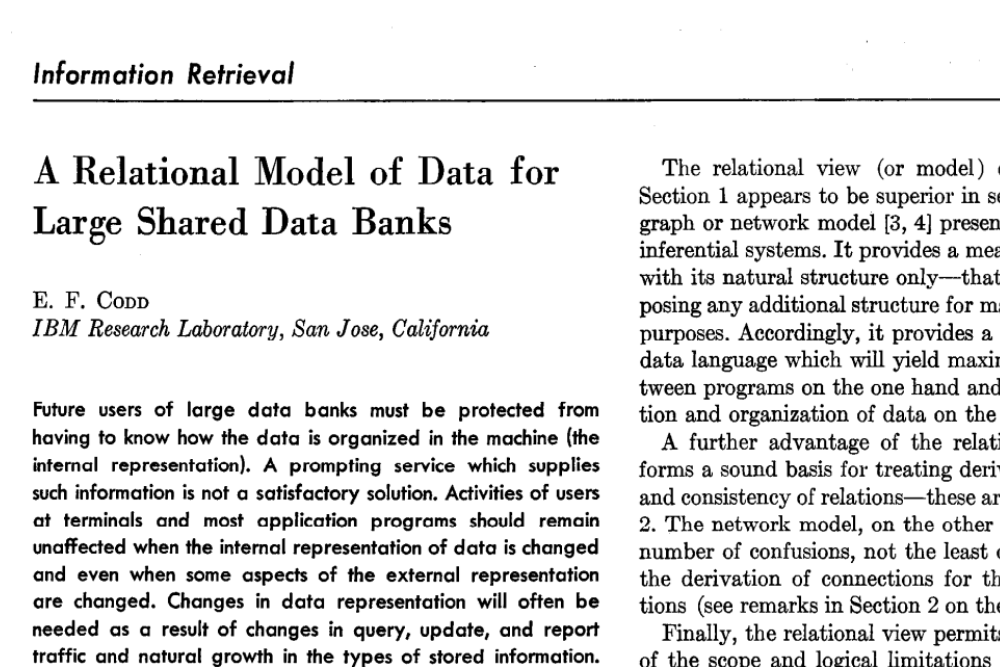 Information Retrieval
A Relational Model of Data for
Large Shared Data Banks
E. F. Codd
IBM Research Laboratory, San Jose, California
Future users of large data banks must be protected from
having to know how the data is organized in the machine (the
internal representation). A prompting service which supplies
such information is not a satisfactory solution. Activities of users
at terminals and most application programs should remain
unaffected when the internal representation of data is changed
and even when some aspects of the external representation
are changed. Changes in data representation will often be
needed as a result of changes in query, update, and report
traffic and natural growth in the types of stored information.
The relational view (or model)
Section 1 appears to be superior in
graph or network model [3, 4]
inferential systems. It provides a
with its natural structure only—that
posing any additional structure for
purposes. Accordingly, it provides a
data language which will yield
tween programs on the one hand and
tion and organization of data on the
A further advantage of the
forms a sound basis for treating
and consistency of relations—these
2. The network model, on the other
number of confusions, not the least
the derivation of connections for
tions (see remarks in Section 2 on
Finally, the relational view
of the scope and logical limitations